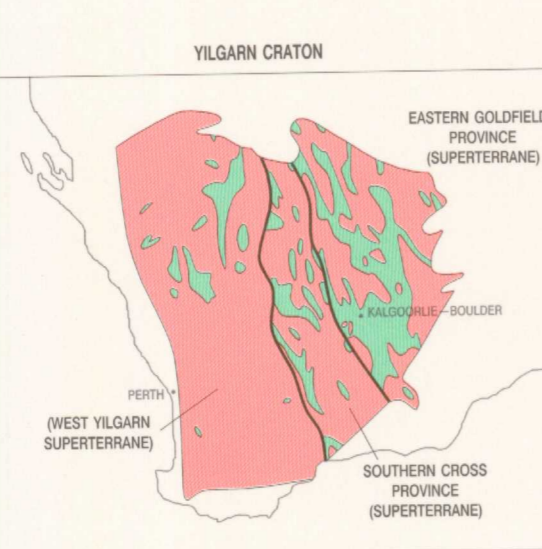 YILGARN CRATON
EASTERN GOLDFIELD
PROVINCE
(SUPERTERRANE)
KALGOORLIE–BOULDER
PERTH
(WEST YILGARN
SUPERTERRANE)
SOUTHERN CROSS
PROVINCE
(SUPERTERRANE)